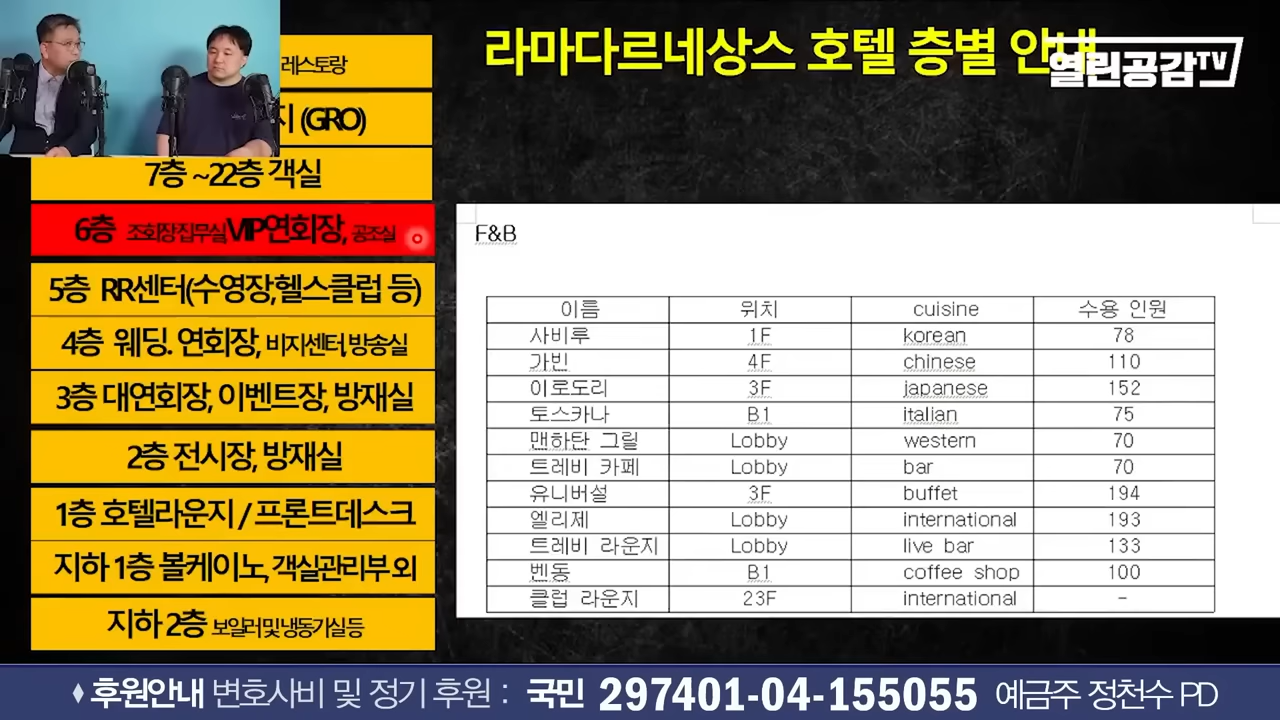 라마다르네상스 호텔 층별 안내
열린공감TV
레스토랑
지 (GRO)
7층 ~22층 객실
6층 조회장집무실,VIP연회장, 공조실
5층 RR센터(수영장,헬스클럽 등)
4층 웨딩. 연회장, 비지센터,방송실
3층 대연회장, 이벤트장, 방재실
2층 전시장, 방재실
1층 호텔라운지 / 프론트데스크
지하 1층 볼케이노, 객실관리부 외
지하 2층 보일러 및 냉동기실 등
F&B
이름 위치 cuisine 수용 인원
사비루 1F korean 78
가빈 4F chinese 110
이로도리 3F japanese 152
토스카나 B1 italian 75
맨하탄 그릴 Lobby western 70
트레비 카페 Lobby bar 70
유니버설 3F buffet 194
엘리제 Lobby international 193
트레비 라운지 Lobby live bar 133
벤동 B1 coffee shop 100
클럽 라운지 23F international -
♦ 후원안내 변호사비 및 정기 후원 : 국민 297401-04-155055 예금주 정천수 PD